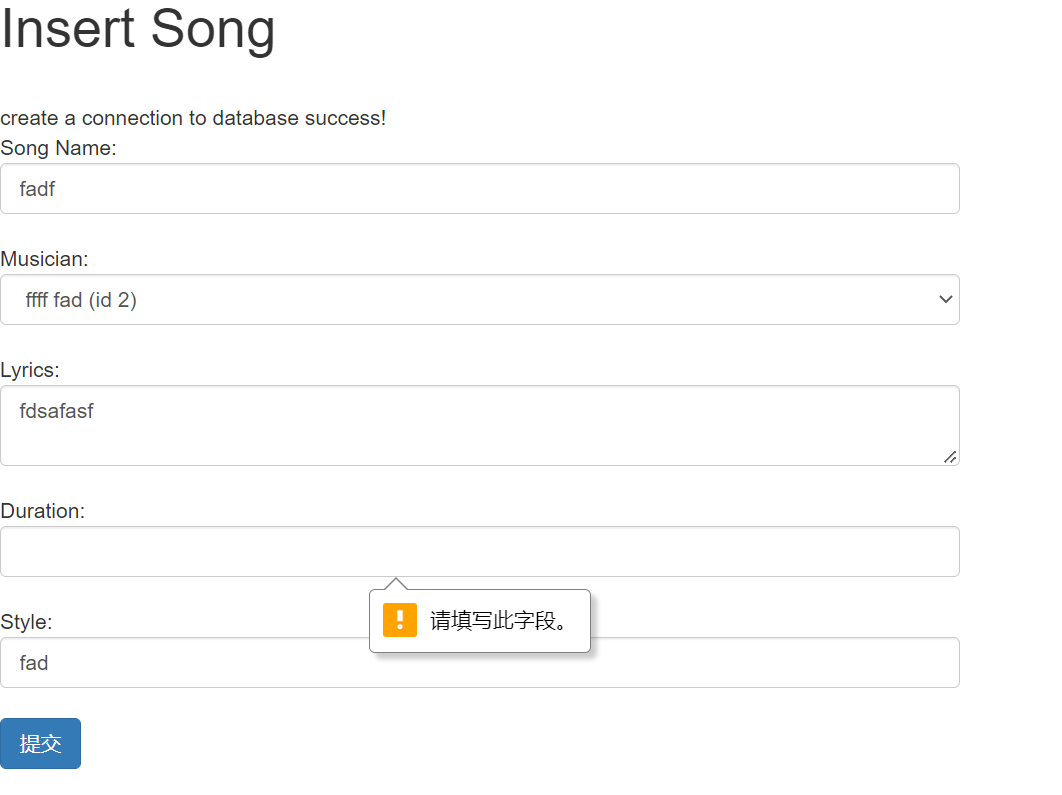 Insert Song
create a connection to database success!
Song Name:
fadf
Musician:
ffff fad (id 2)
Lyrics:
fdsafasf
Duration:
请填写此字段。
Style:
fad
提交